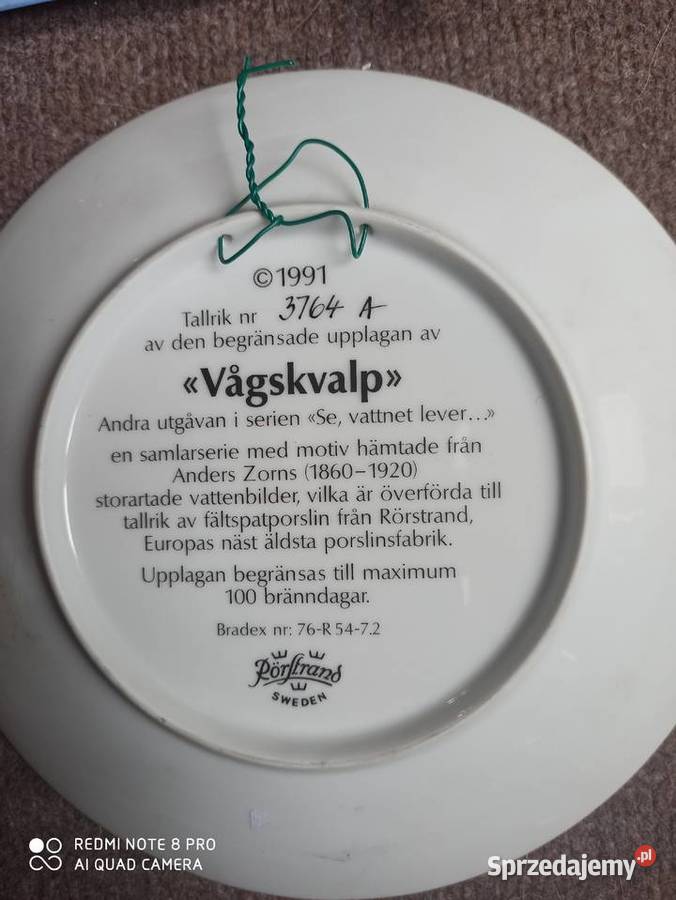 ©1991
Tallrik nr 3764 A
av den begränsade upplagan av
«Vågskvalp»
Andra utgåvan i serien «Se, vattnet lever...»
en samlarserie med motiv hämtade från
Anders Zorns (1860–1920)
storartade vattenbilder, vilka är överförda till
tallrik av fältspatporslin från Rörstrand,
Europas näst äldsta porslinsfabrik.
Upplagan begränsas till maximum
100 bränndagar.
Bradex nr: 76-R 54-7.2
Rörstrand
SWEDEN
REDMI NOTE 8 PRO
AI QUAD CAMERA
Sprzedajemy.pl